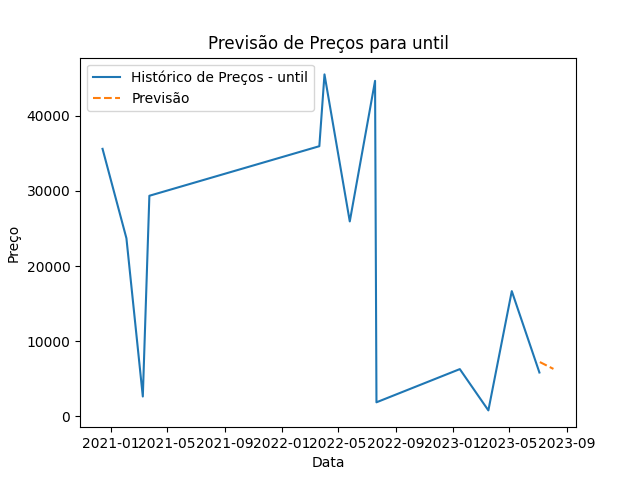 Previsão de Preços para until
Histórico de Preços - until
Previsão
40000
30000
20000
10000
0
Preço
2021-01 2021-05 2021-09 2022-01 2022-05 2022-09 2023-01 2023-05 2023-09
Data